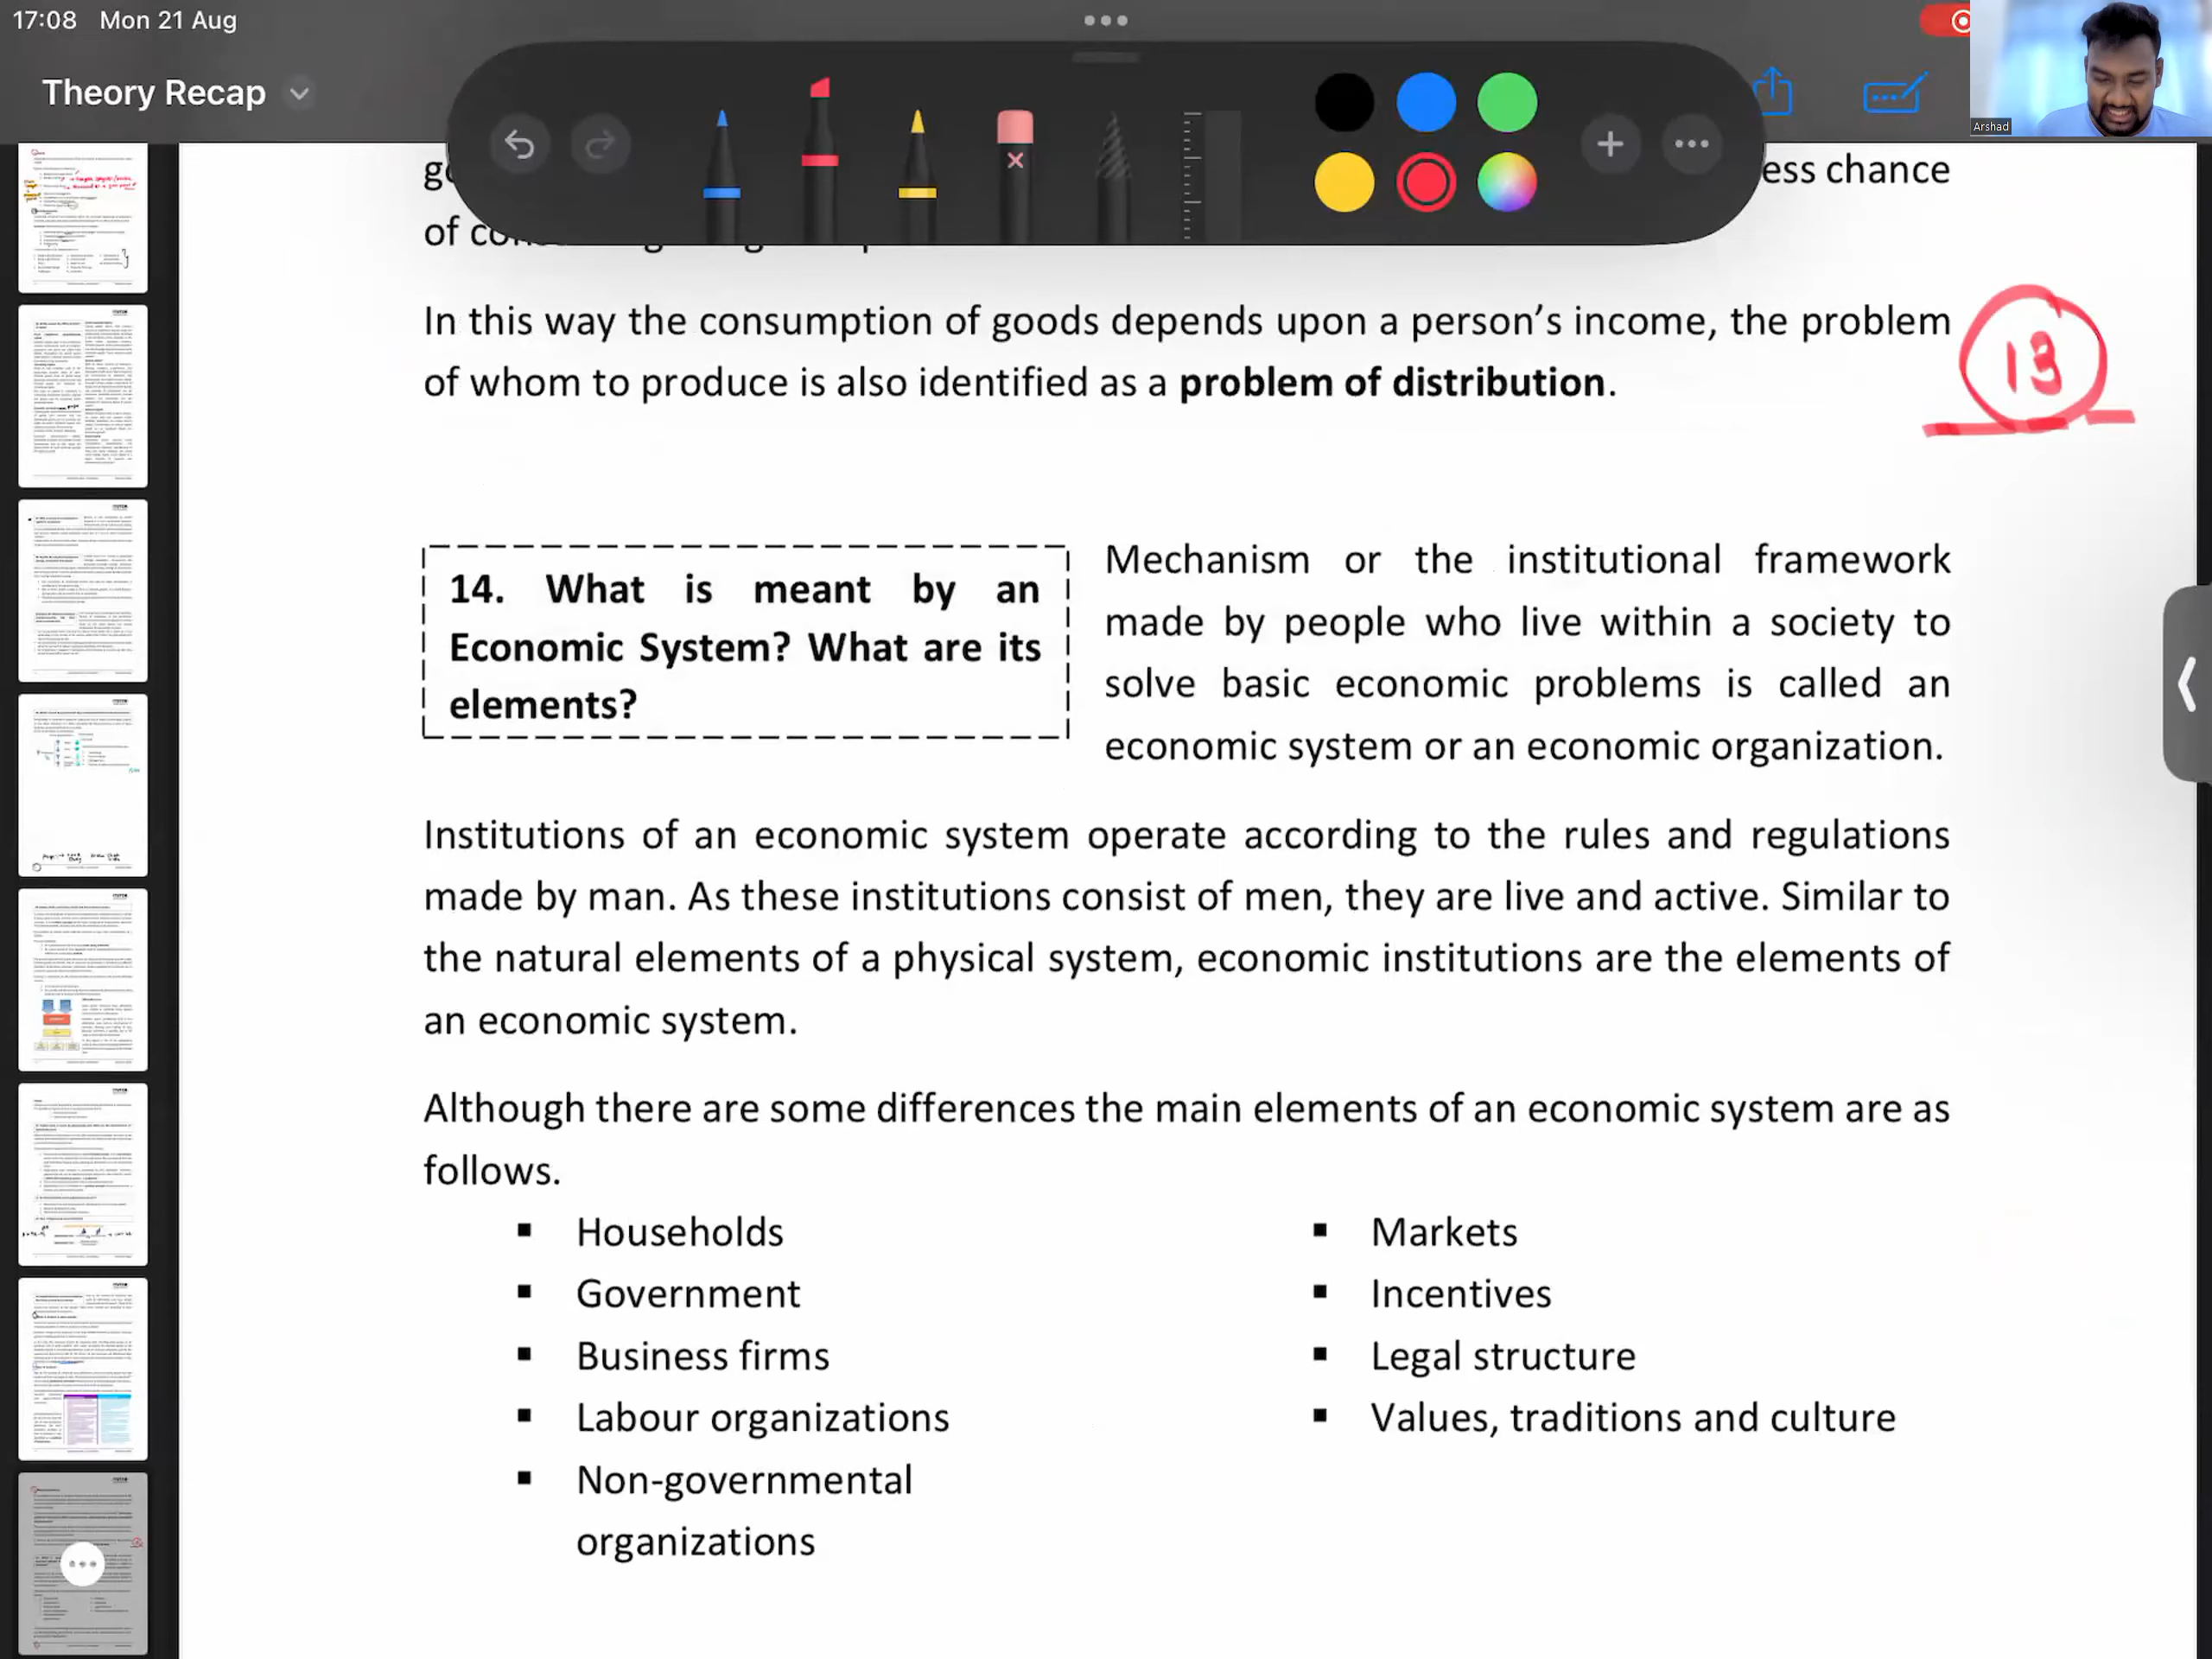 17:08 Mon 21 Aug
Theory Recap
Arshad
ess chance
of
In this way the consumption of goods depends upon a person's income, the problem
of whom to produce is also identified as a problem of distribution.
13
14. What is meant by an
Economic System? What are its
elements?
Mechanism or the institutional framework
made by people who live within a society to
solve basic economic problems is called an
economic system or an economic organization.
Institutions of an economic system operate according to the rules and regulations
made by man. As these institutions consist of men, they are live and active. Similar to
the natural elements of a physical system, economic institutions are the elements of
an economic system.
Although there are some differences the main elements of an economic system are as
follows.
▪ Households
▪ Government
▪ Business firms
▪ Labour organizations
▪ Non-governmental
organizations
▪ Markets
▪ Incentives
▪ Legal structure
▪ Values, traditions and culture